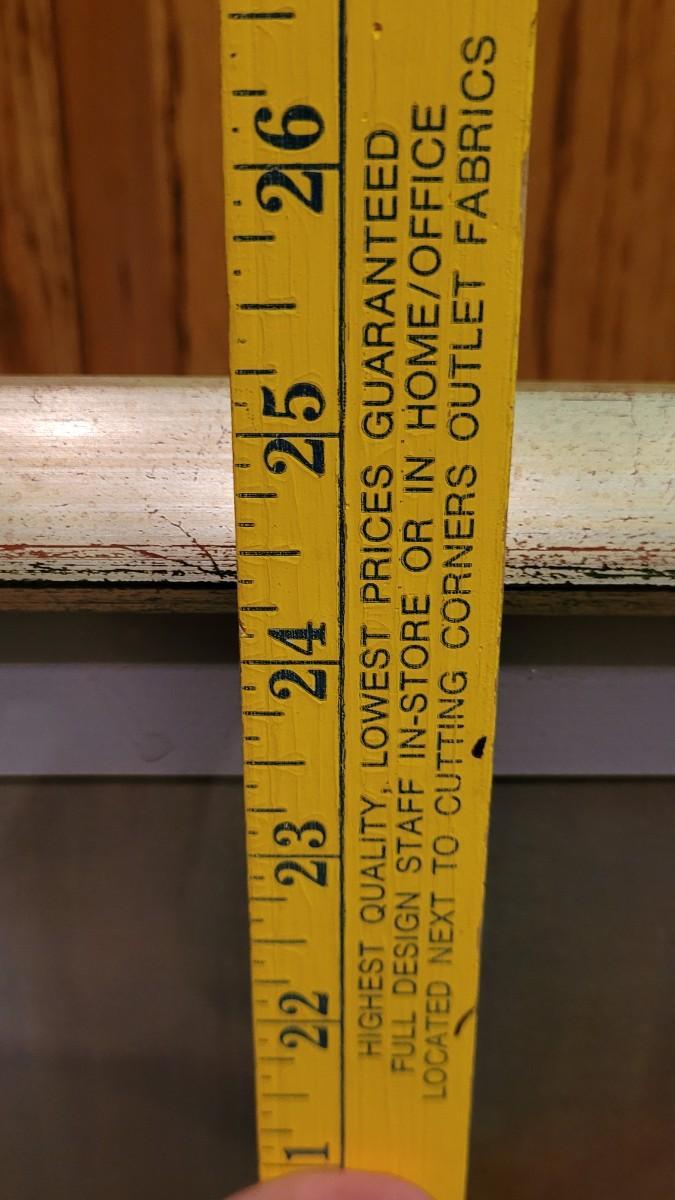 26
25
24
23
22
1
HIGHEST QUALITY, LOWEST PRICES GUARANTEED
FULL DESIGN STAFF IN-STORE OR IN HOME/OFFICE
LOCATED NEXT TO CUTTING CORNERS OUTLET FABRICS